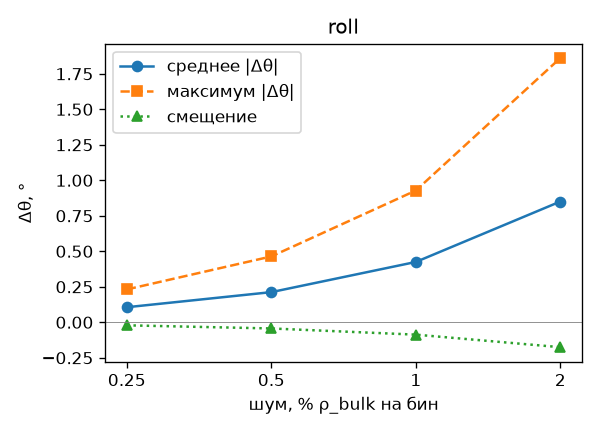 roll
среднее |Δθ|
максимум |Δθ|
смещение
Δθ, °
1.75
1.50
1.25
1.00
0.75
0.50
0.25
0.00
−0.25
0.25 0.5 1 2
шум, % ρ_bulk на бин